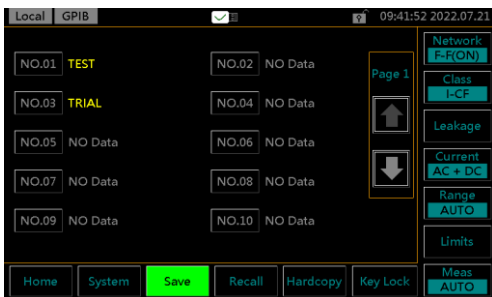 Local GPIB 09:41:52 2022.07.21
NO.01 TEST NO.02 NO Data
NO.03 TRIAL NO.04 NO Data
NO.05 NO Data NO.06 NO Data
NO.07 NO Data NO.08 NO Data
NO.09 NO Data NO.10 NO Data
Page 1
Network
F-F(ON)
Class
I-CF
Leakage
Current
AC + DC
Range
AUTO
Limits
Meas
AUTO
Home System Save Recall Hardcopy Key Lock